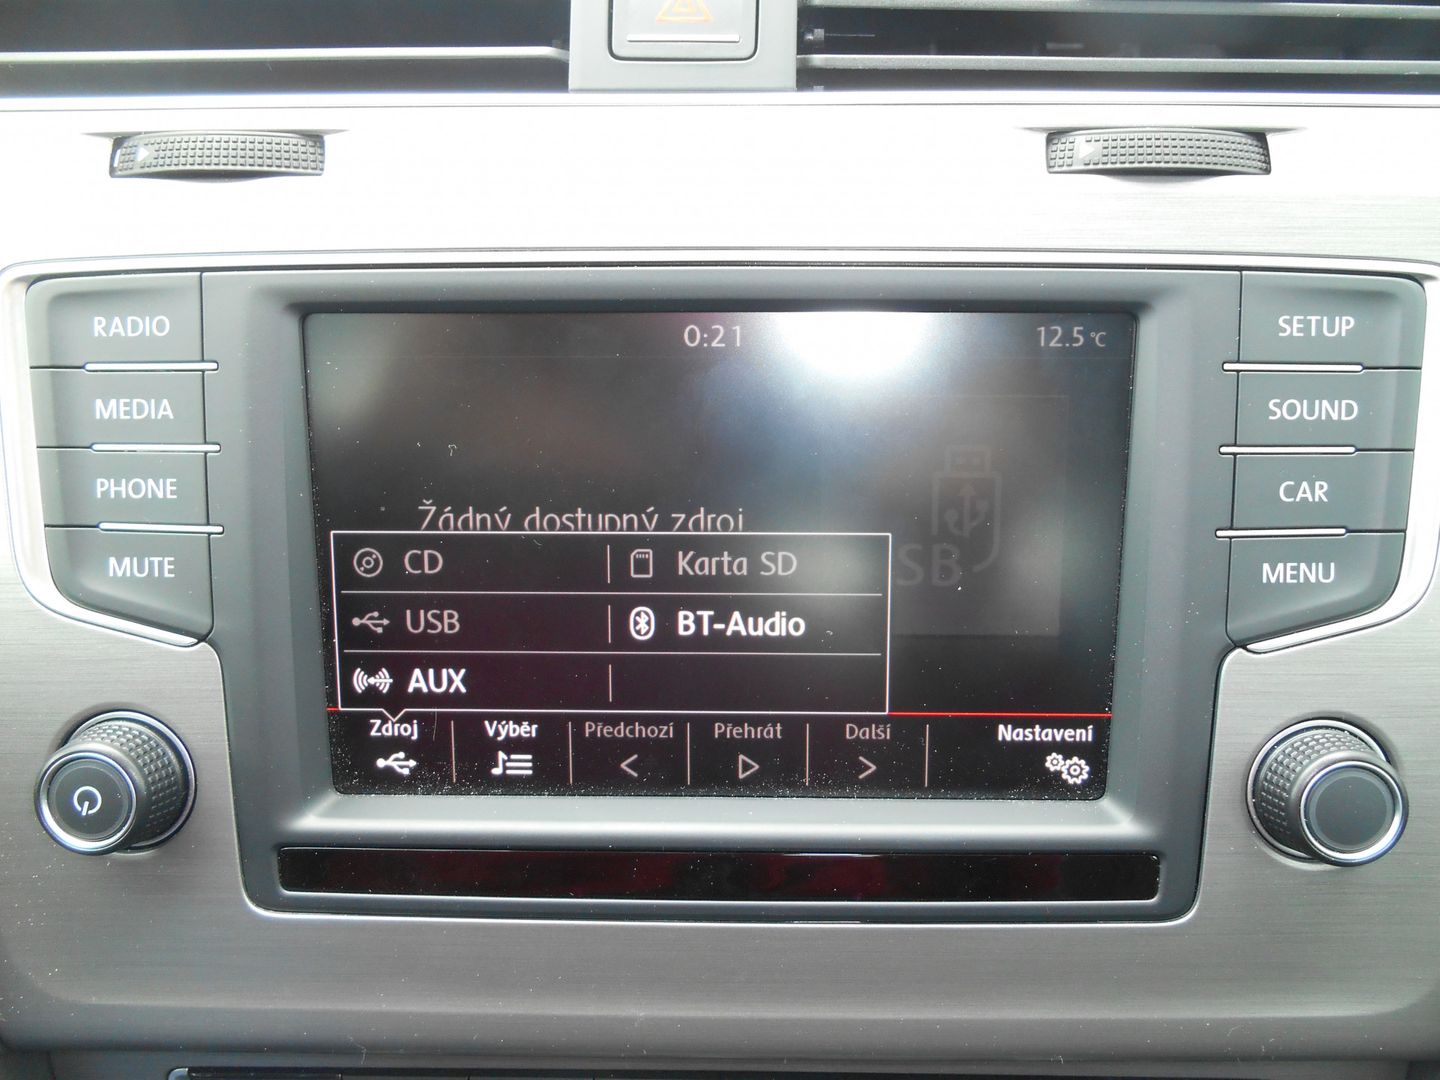 0:21
12.5 °C
RADIO
MEDIA
PHONE
MUTE
SETUP
SOUND
CAR
MENU
Žádný dostupný zdroj
USB
CD
Karta SD
USB
BT-Audio
AUX
Zdroj
Výběr
Předchozí
Přehrát
Další
Nastavení